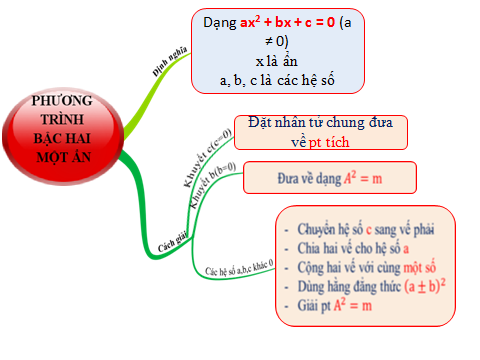 PHƯƠNG
TRÌNH
BẬC HAI
MỘT ẨN
Định nghĩa
Dạng ax² + bx + c = 0 (a
≠ 0)
x là ẩn
a, b, c là các hệ số
Cách giải
Khuyết c(c=0)
Đặt nhân tử chung đưa
về pt tích
Khuyết b(b=0)
Đưa về dạng A² = m
Các hệ số a,b,c khác 0
- Chuyển hệ số c sang vế phải
- Chia hai vế cho hệ số a
- Cộng hai vế với cùng một số
- Dùng hằng đẳng thức (a ± b)²
- Giải pt A² = m